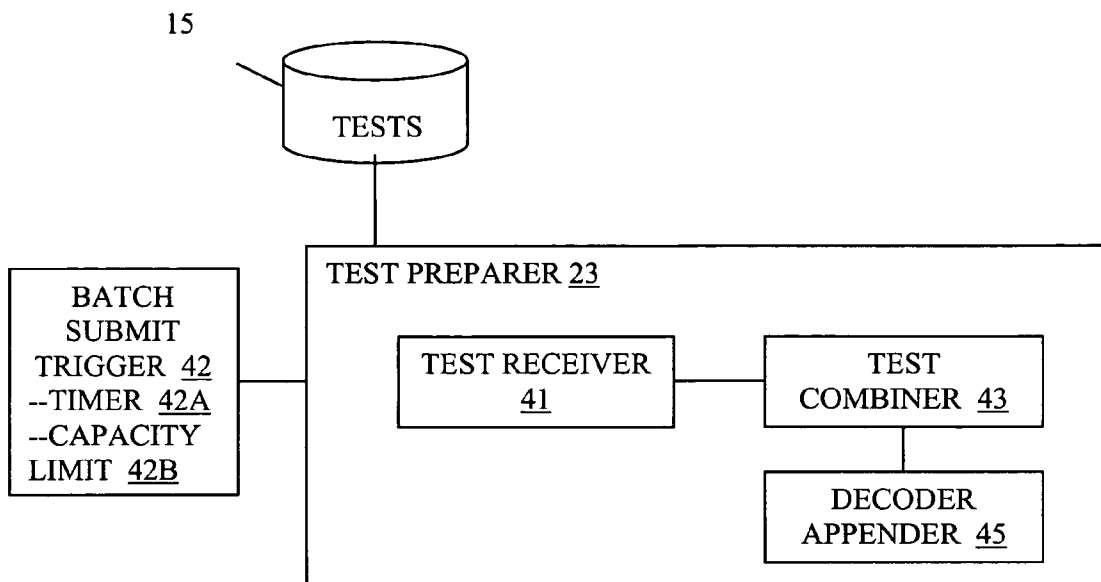 15
TESTS
TEST PREPARER 23
BATCH
SUBMIT
TRIGGER 42
--TIMER 42A
--CAPACITY
LIMIT 42B
TEST RECEIVER
41
TEST
COMBINER 43
DECODER
APPENDER 45